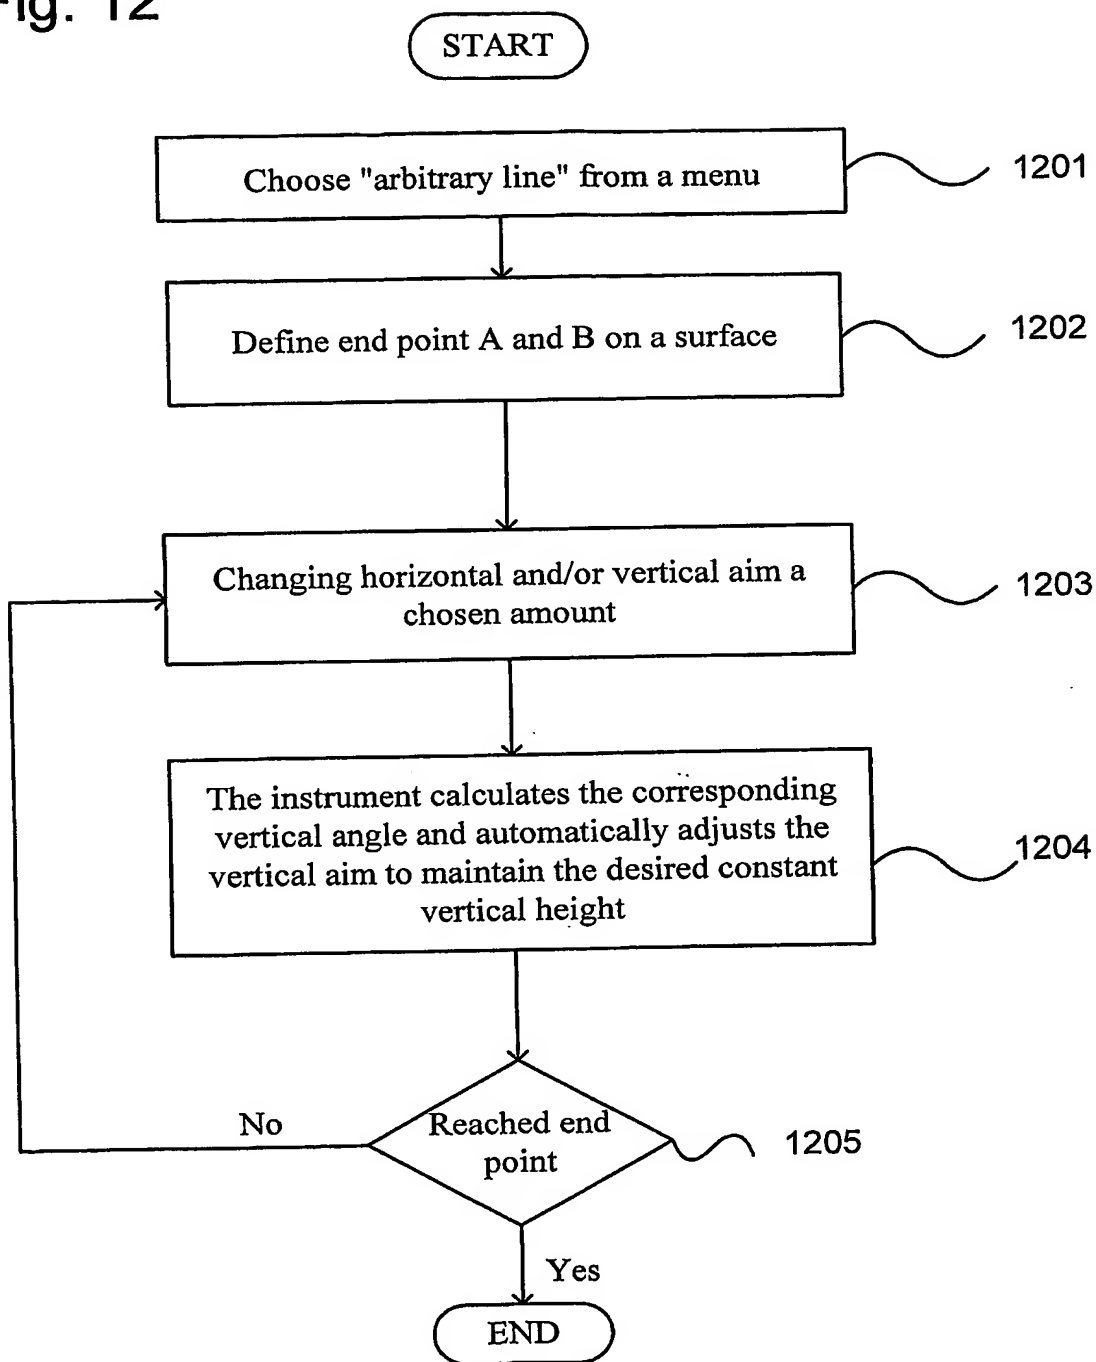 Fig. 12
START
Choose "arbitrary line" from a menu
1201
Define end point A and B on a surface
1202
Changing horizontal and/or vertical aim a
chosen amount
1203
The instrument calculates the corresponding
vertical angle and automatically adjusts the
vertical aim to maintain the desired constant
vertical height
1204
Reached end
point
1205
No
Yes
END